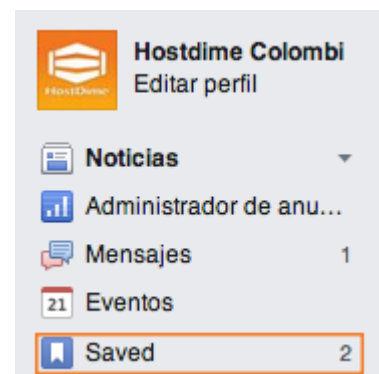 HostDime
Hostdime Colombi
Editar perfil
Noticias
Administrador de anu...
Mensajes 1
21 Eventos
Saved 2